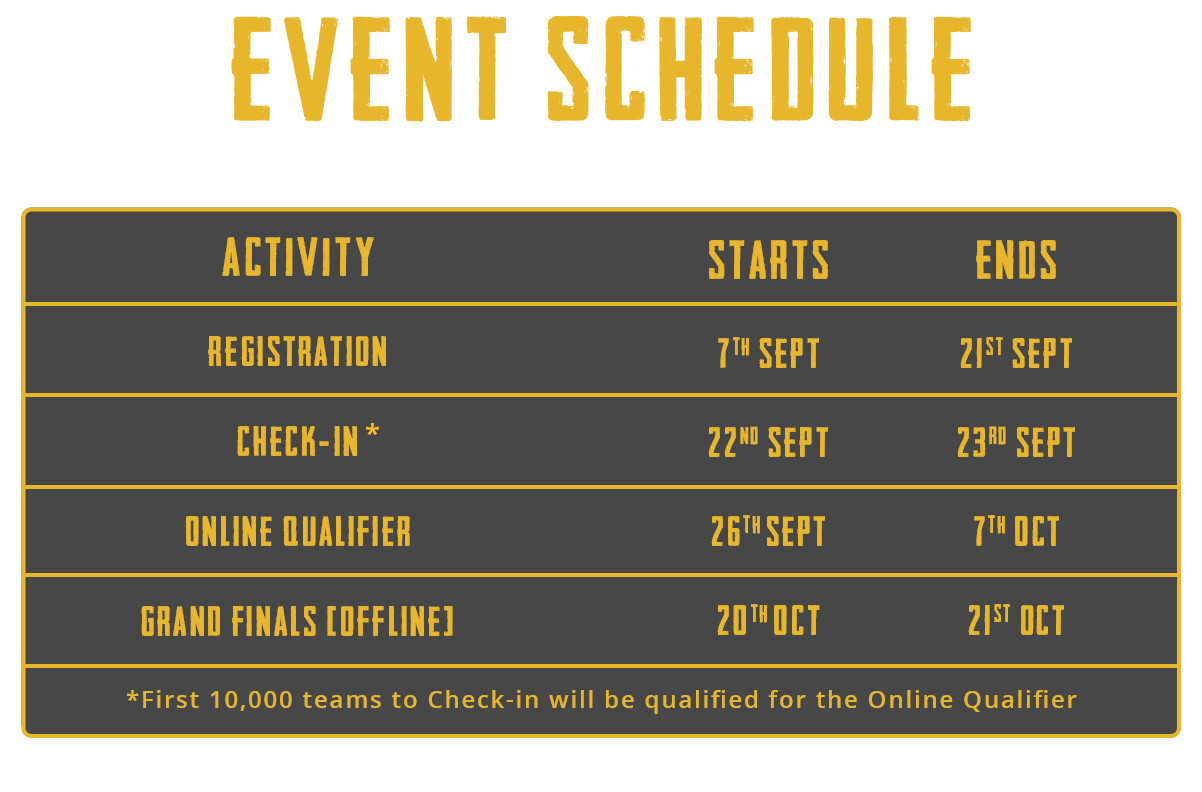 EVENT SCHEDULE
ACTIVITY STARTS ENDS
REGISTRATION 7TH SEPT 21ST SEPT
CHECK-IN * 22ND SEPT 23RD SEPT
ONLINE QUALIFIER 26TH SEPT 7TH OCT
GRAND FINALS [OFFLINE] 20TH OCT 21ST OCT
*First 10,000 teams to Check-in will be qualified for the Online Qualifier